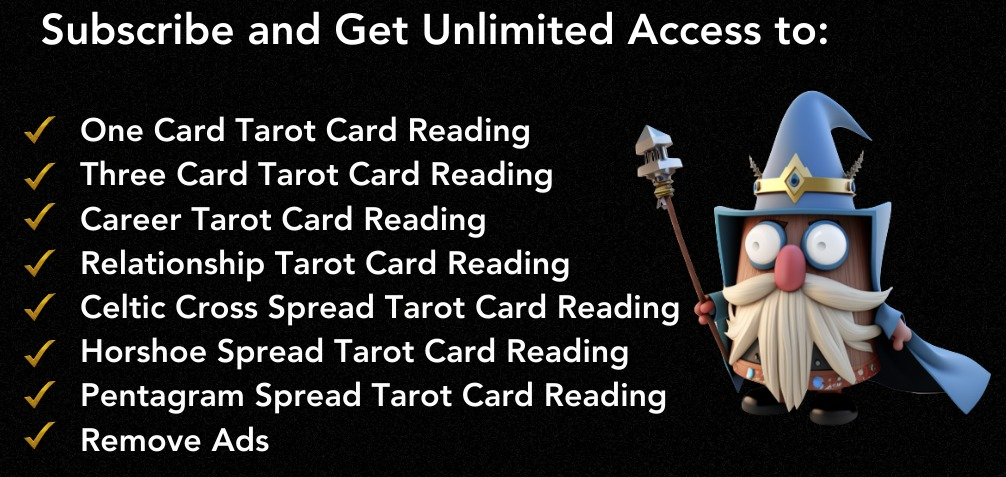 Subscribe and Get Unlimited Access to:
One Card Tarot Card Reading
Three Card Tarot Card Reading
Career Tarot Card Reading
Relationship Tarot Card Reading
Celtic Cross Spread Tarot Card Reading
Horshoe Spread Tarot Card Reading
Pentagram Spread Tarot Card Reading
Remove Ads